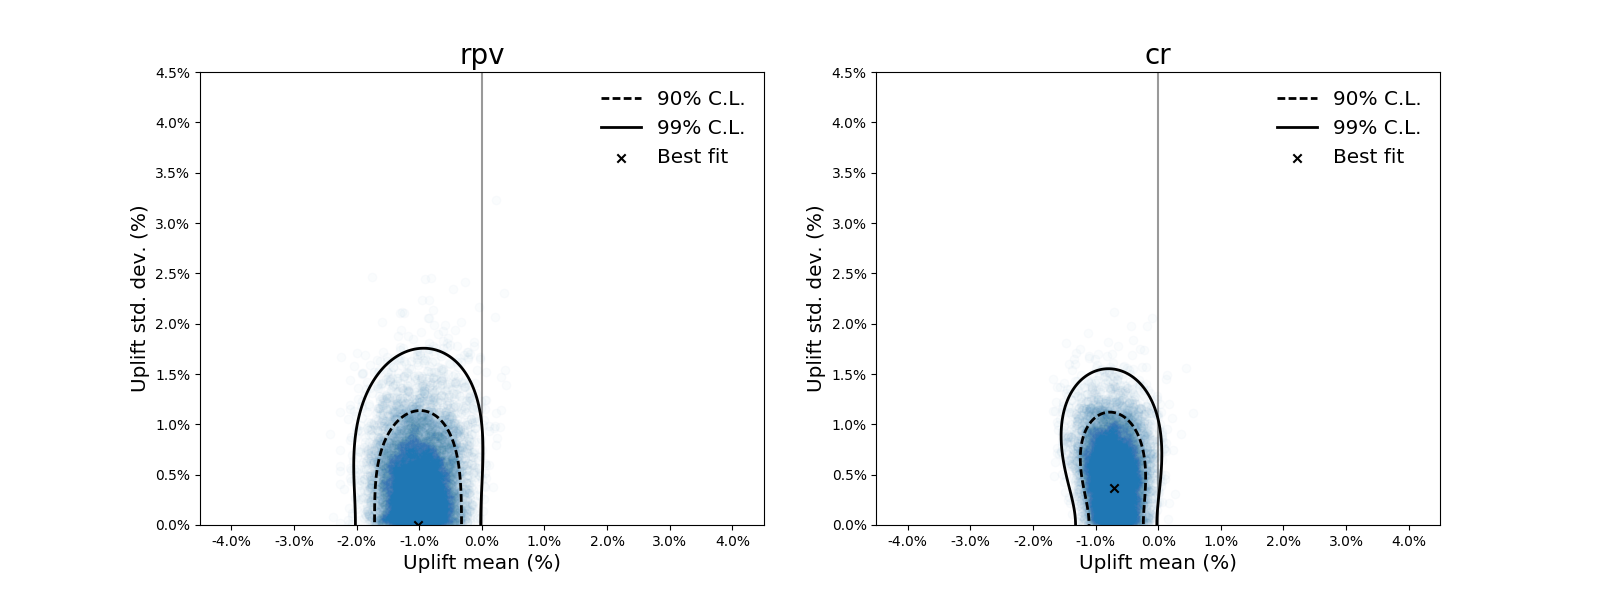 rpv
4.5%
4.0%
3.5%
3.0%
2.5%
2.0%
1.5%
1.0%
0.5%
0.0%
Uplift std. dev. (%)
90% C.L.
99% C.L.
Best fit
-4.0% -3.0% -2.0% -1.0% 0.0% 1.0% 2.0% 3.0% 4.0%
Uplift mean (%)
cr
4.5%
4.0%
3.5%
3.0%
2.5%
2.0%
1.5%
1.0%
0.5%
0.0%
Uplift std. dev. (%)
90% C.L.
99% C.L.
Best fit
-4.0% -3.0% -2.0% -1.0% 0.0% 1.0% 2.0% 3.0% 4.0%
Uplift mean (%)